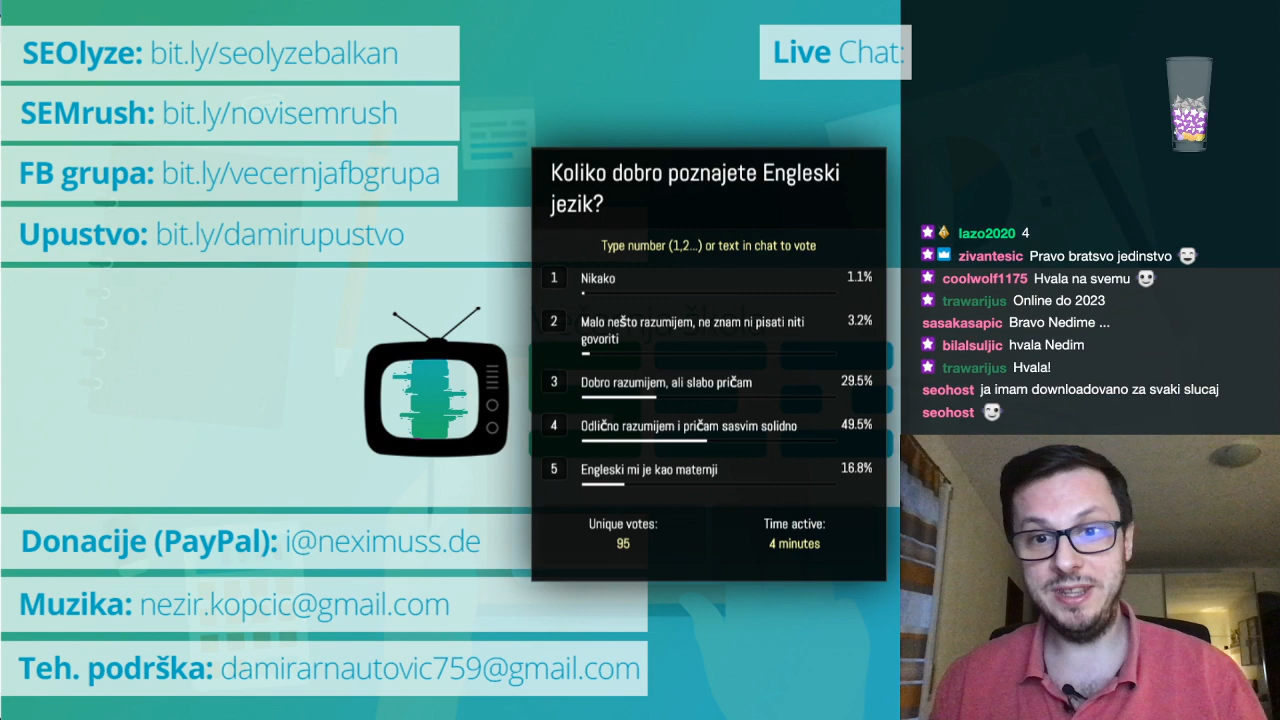 SEOlyze: bit.ly/seolyzebalkan
SEMrush: bit.ly/novisemrush
FB grupa: bit.ly/vecernjafbgrupa
Upustvo: bit.ly/damirupustvo
Donacije (PayPal): i@neximuss.de
Muzika: nezir.kopcic@gmail.com
Teh. podrška: damirarnautovic759@gmail.com
Koliko dobro poznajete Engleski
jezik?
Type number (1,2...) or text in chat to vote
1 Nikako 1.1%
2 Malo nešto razumijem, ne znam ni pisati niti 3.2%
govoriti
3 Dobro razumijem, ali slabo pričam 29.5%
4 Odlično razumijem i pričam sasvim solidno 49.5%
5 Engleski mi je kao maternji 16.8%
Unique votes: Time active:
95 4 minutes
Live Chat:
lazo2020 4
zivantesic Pravo bratsvo jedinstvo
coolwolf1175 Hvala na svemu
trawarijus Online do 2023
sasakasapic Bravo Nedime ...
bilalsuljic hvala Nedim
trawarijus Hvala!
seohost ja imam downloadovano za svaki slucaj
seohost